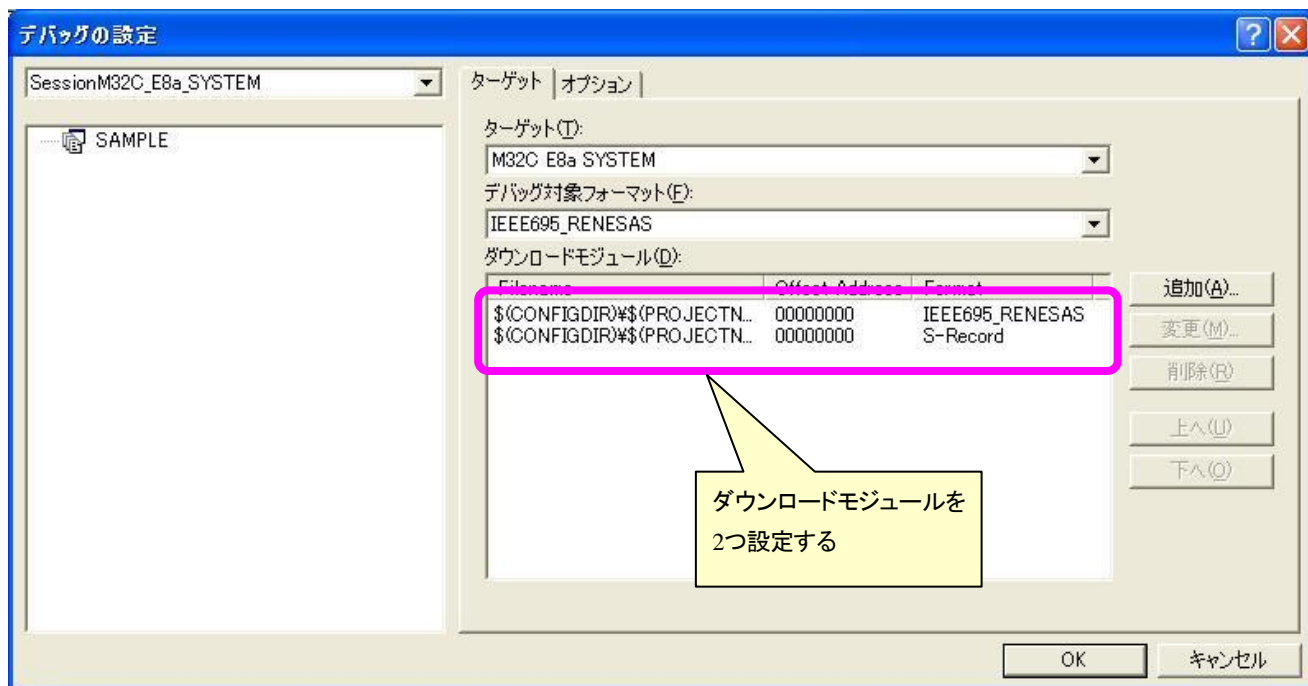 デバッグの設定
SessionM32C_E8a_SYSTEM
SAMPLE
ターゲット オプション
ターゲット(T):
M32C E8a SYSTEM
デバッグ対象フォーマット(F):
IEEE695_RENESAS
ダウンロードモジュール(D):
Filename Offset Address Format
$(CONFIGDIR)¥$(PROJECTN... 00000000 IEEE695_RENESAS
$(CONFIGDIR)¥$(PROJECTN... 00000000 S-Record
追加(A)...
変更(M)...
削除(R)
上へ(U)
下へ(O)
ダウンロードモジュールを
2つ設定する
OK キャンセル